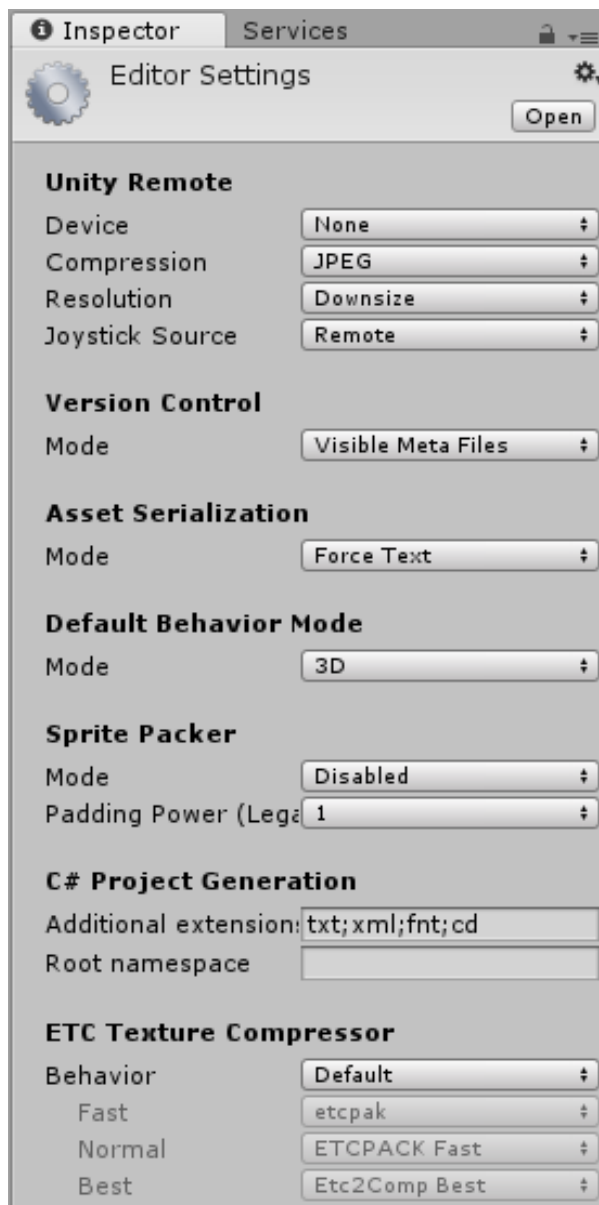 Inspector Services
Editor Settings
Open
Unity Remote
Device None
Compression JPEG
Resolution Downsize
Joystick Source Remote
Version Control
Mode Visible Meta Files
Asset Serialization
Mode Force Text
Default Behavior Mode
Mode 3D
Sprite Packer
Mode Disabled
Padding Power (Lega 1
C# Project Generation
Additional extensions txt;xml;fnt;cd
Root namespace
ETC Texture Compressor
Behavior Default
Fast etcpak
Normal ETCPACK Fast
Best Etc2Comp Best